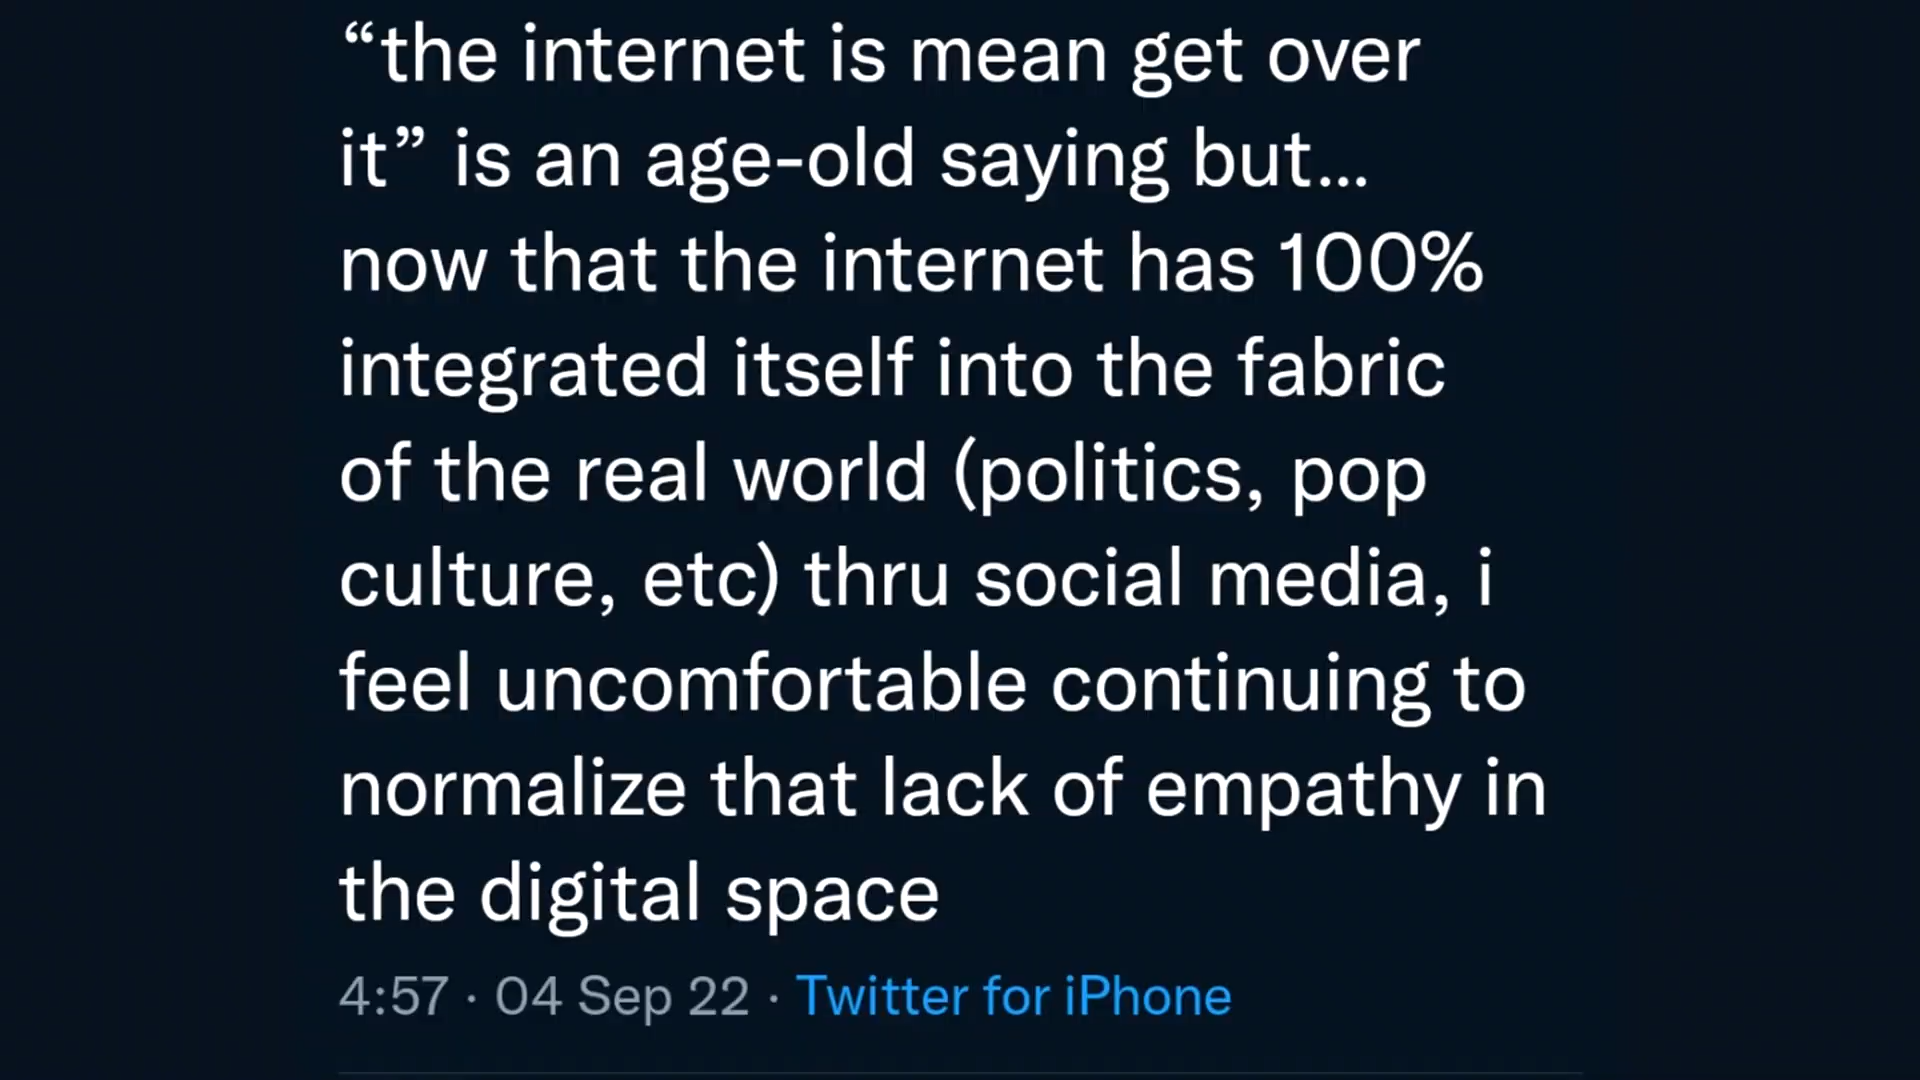 “the internet is mean get over
it” is an age-old saying but...
now that the internet has 100%
integrated itself into the fabric
of the real world (politics, pop
culture, etc) thru social media, i
feel uncomfortable continuing to
normalize that lack of empathy in
the digital space
4:57 · 04 Sep 22 · Twitter for iPhone